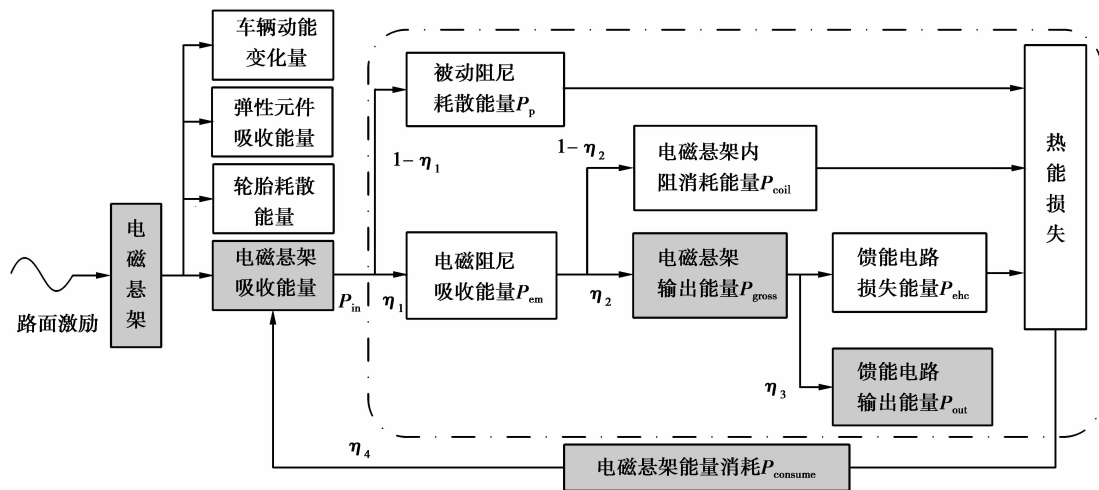 车辆动能
变化量
弹性元件
吸收能量
轮胎耗散
能量
电磁悬架
吸收能量
电磁悬架
路面激励
P_in
被动阻尼
耗散能量P_p
1-η_1
η_1
电磁阻尼
吸收能量P_em
1-η_2
η_2
电磁悬架内
阻消耗能量P_coil
电磁悬架
输出能量P_gross
馈能电路
损失能量P_ehc
η_3
馈能电路
输出能量P_out
热能损失
η_4
电磁悬架能量消耗P_consume